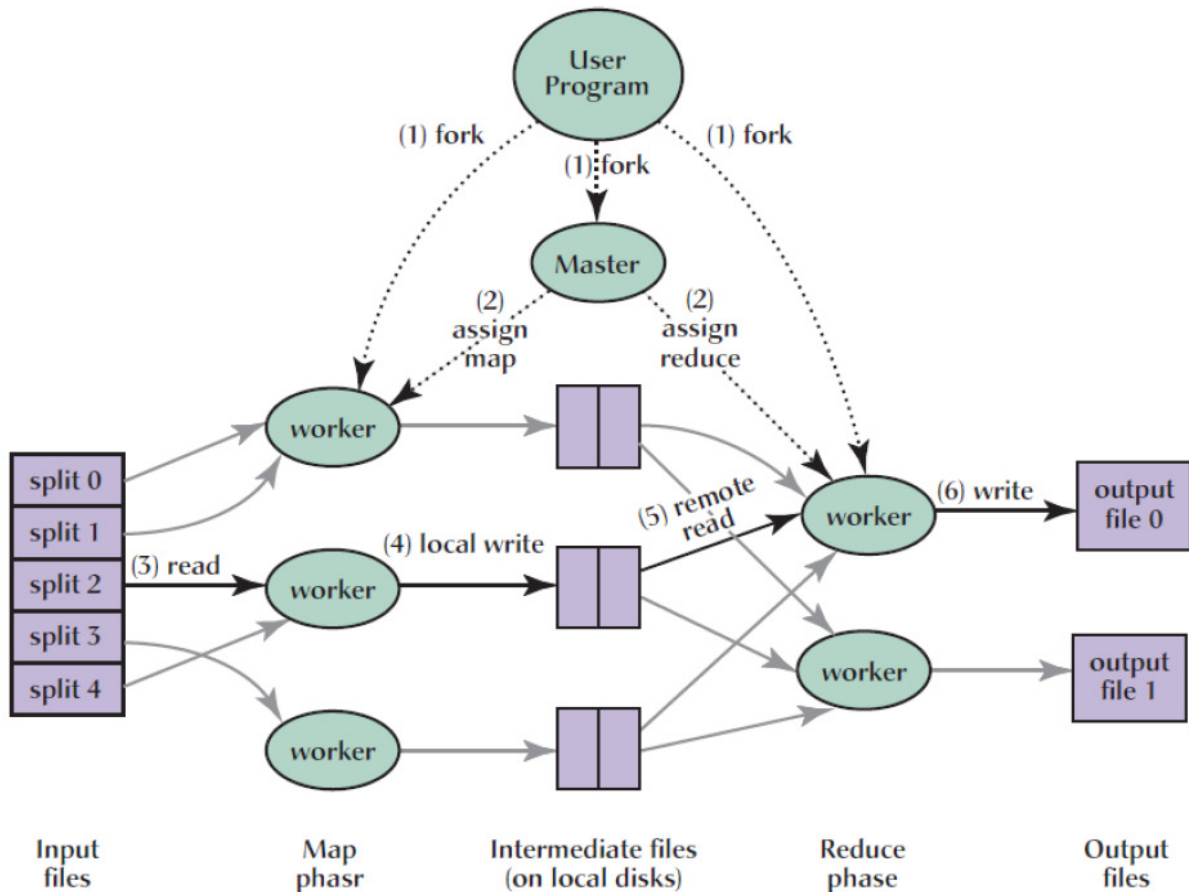 User
Program
(1) fork
(1) fork
(1) fork
Master
(2)
assign
map
(2)
assign
reduce
worker
split 0
split 1
split 2
split 3
split 4
(3) read
worker
(4) local write
worker
(5) remote
read
worker
(6) write
output
file 0
worker
output
file 1
Input
files
Map
phasr
Intermediate files
(on local disks)
Reduce
phase
Output
files